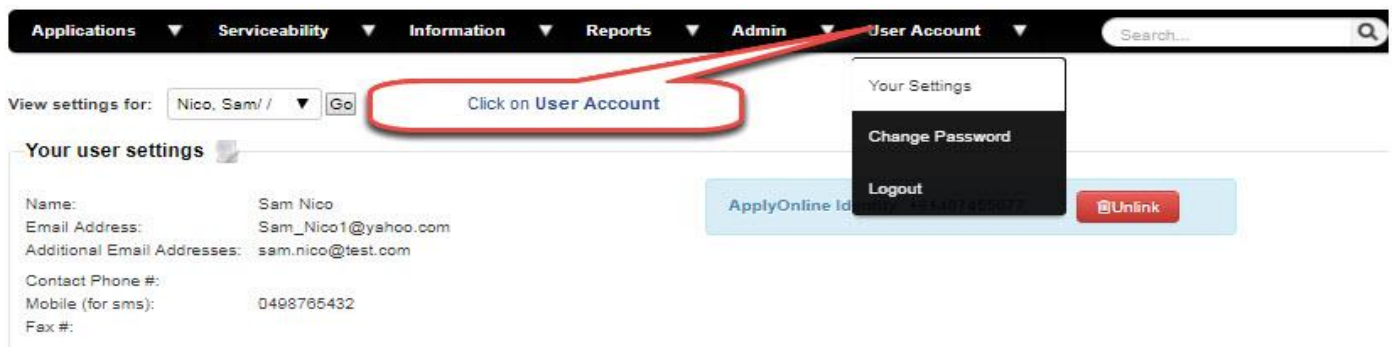 Applications ▼ Serviceability ▼ Information ▼ Reports ▼ Admin ▼ User Account ▼ Search...
View settings for: Nico, Sam/ / ▼ Go
Click on User Account
Your Settings
Change Password
Logout
Your user settings
Name: Sam Nico
Email Address: Sam_Nico1@yahoo.com
Additional Email Addresses: sam.nico@test.com
Contact Phone #:
Mobile (for sms): 0498765432
Fax #:
ApplyOnline Unlink